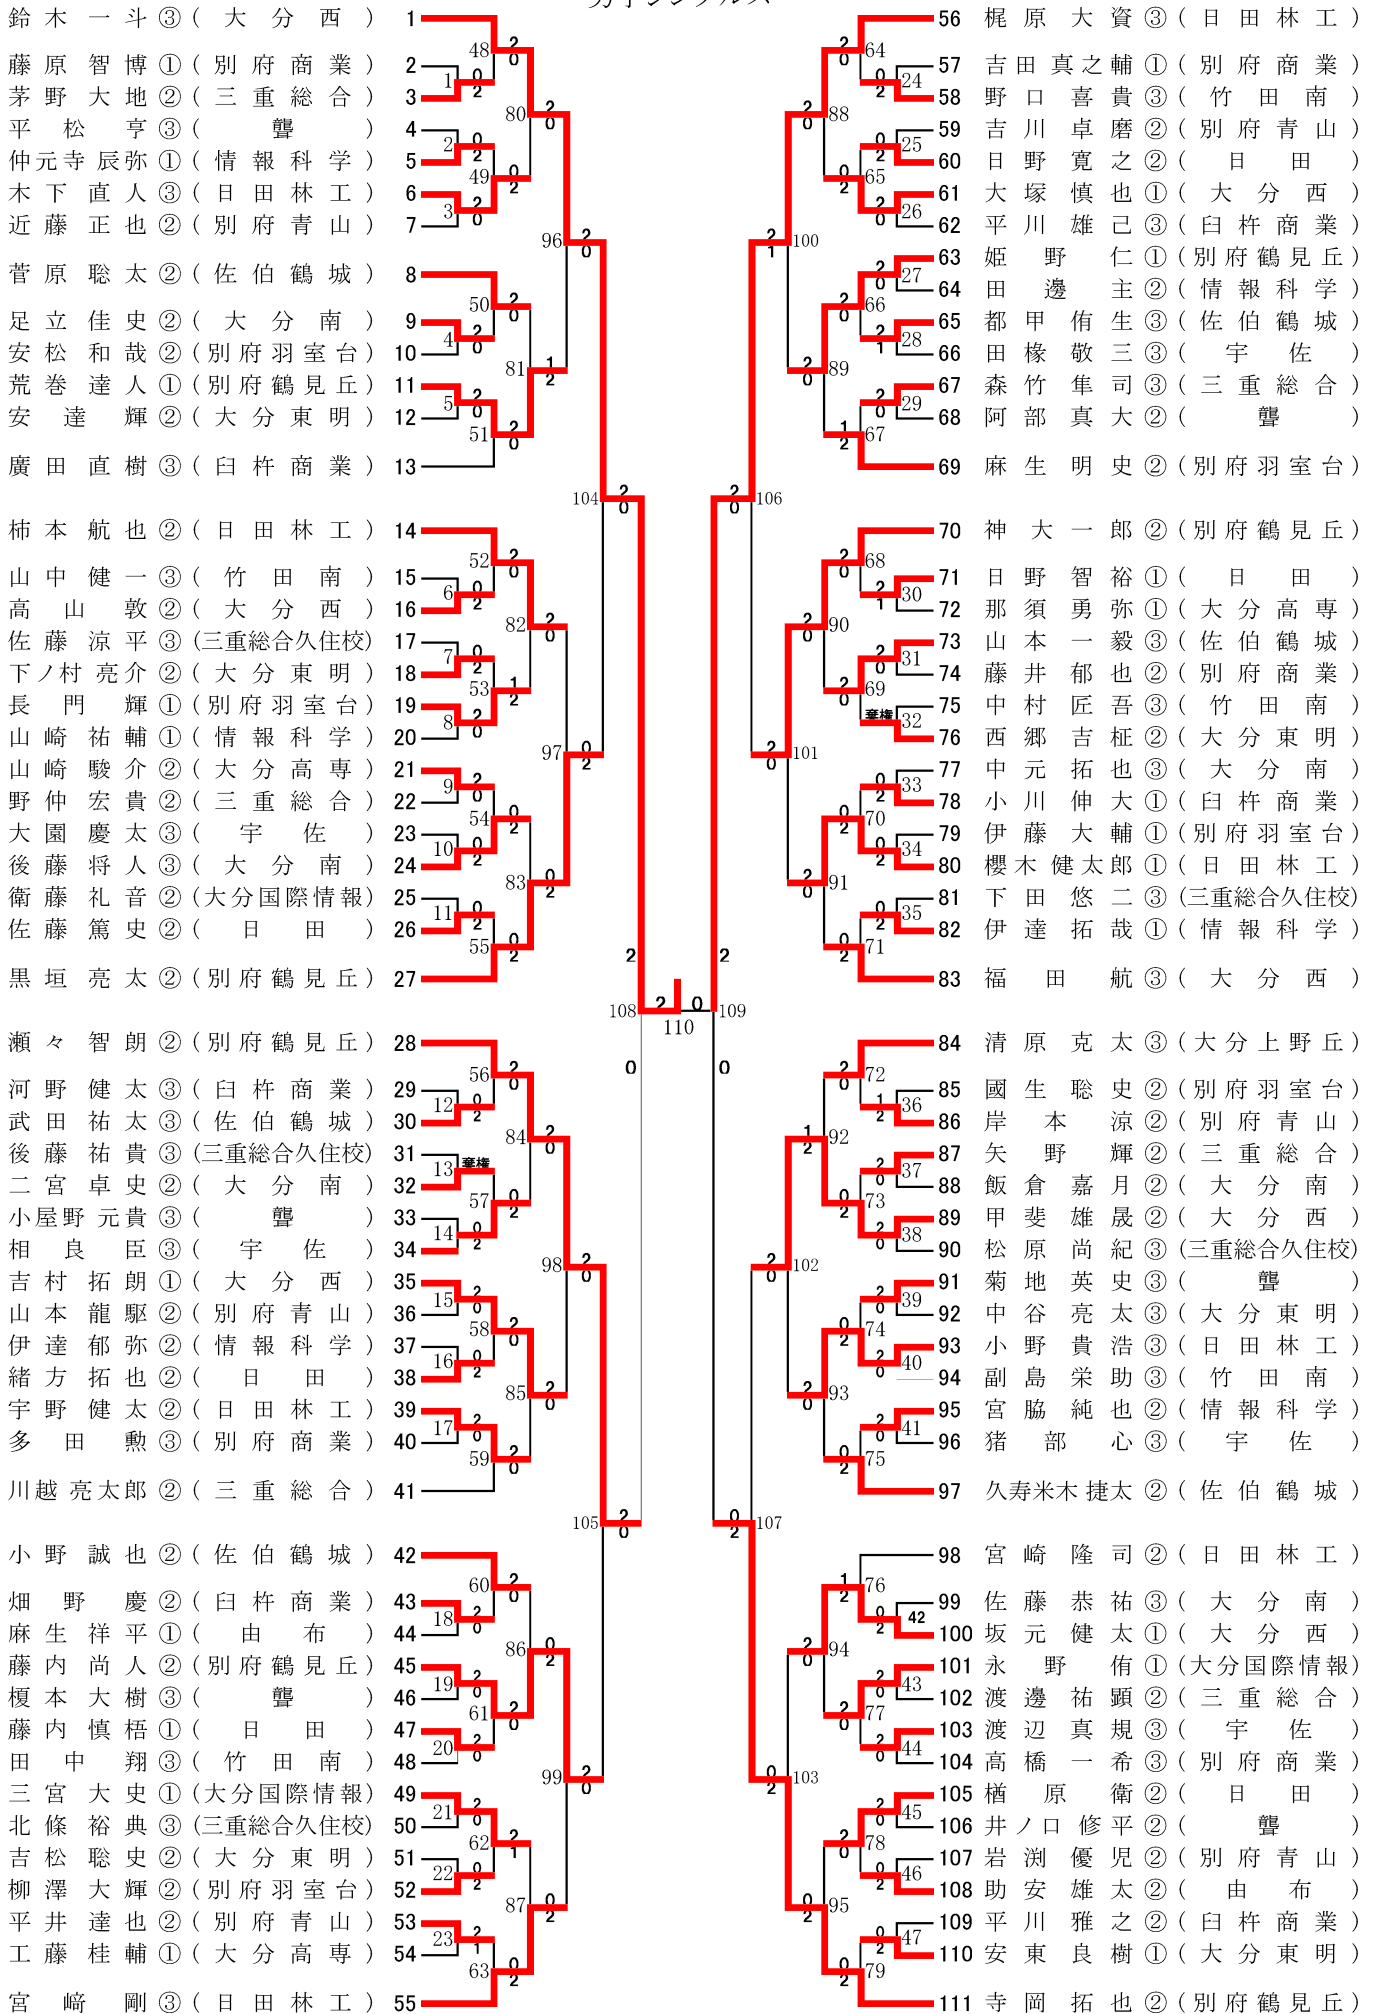 男子シングルス
鈴木一斗③(大分西) 1
藤原智博①(別府商業) 2
茅野大地②(三重総合) 3
平松亨③(聾) 4
仲元寺辰弥①(情報科学) 5
木下直人③(日田林工) 6
近藤正也②(別府青山) 7
菅原聡太②(佐伯鶴城) 8
足立佳史②(大分南) 9
安松和哉②(別府羽室台) 10
荒巻達人①(別府鶴見丘) 11
安達輝②(大分東明) 12
廣田直樹③(臼杵商業) 13
柿本航也②(日田林工) 14
山中健一③(竹田南) 15
高山敦②(大分西) 16
佐藤涼平③(三重総合久住校) 17
下ノ村亮介②(大分東明) 18
長門輝①(別府羽室台) 19
山崎祐輔①(情報科学) 20
山崎駿介②(大分高専) 21
野仲宏貴②(三重総合) 22
大園慶太③(宇佐) 23
後藤将人③(大分南) 24
衛藤礼音②(大分国際情報) 25
佐藤篤史②(日田) 26
黒垣亮太②(別府鶴見丘) 27
瀬々智朗②(別府鶴見丘) 28
河野健太③(臼杵商業) 29
武田祐太③(佐伯鶴城) 30
後藤祐貴③(三重総合久住校) 31
二宮卓史②(大分南) 32
小屋野元貴③(聾) 33
相良臣③(宇佐) 34
吉村拓朗①(大分西) 35
山本龍駆②(別府青山) 36
伊達郁弥②(情報科学) 37
緒方拓也②(日田) 38
宇野健太②(日田林工) 39
多田勲③(別府商業) 40
川越亮太郎②(三重総合) 41
小野誠也②(佐伯鶴城) 42
畑野慶②(臼杵商業) 43
麻生祥平①(由布) 44
藤内尚人②(別府鶴見丘) 45
榎本大樹③(聾) 46
藤内慎梧①(日田) 47
田中翔③(竹田南) 48
三宮大史①(大分国際情報) 49
北條裕典③(三重総合久住校) 50
吉松聡史②(大分東明) 51
柳澤大輝②(別府羽室台) 52
平井達也②(別府青山) 53
工藤桂輔①(大分高専) 54
宮﨑剛③(日田林工) 55
56 梶原大資③(日田林工)
57 吉田真之輔①(別府商業)
58 野口喜貴③(竹田南)
59 吉川卓磨②(別府青山)
60 日野寛之②(日田)
61 大塚慎也①(大分西)
62 平川雄己③(臼杵商業)
63 姫野仁①(別府鶴見丘)
64 田邊主②(情報科学)
65 都甲侑生③(佐伯鶴城)
66 田椽敬三③(宇佐)
67 森竹隼司③(三重総合)
68 阿部真大②(聾)
69 麻生明史②(別府羽室台)
70 神大一郎②(別府鶴見丘)
71 日野智裕①(日田)
72 那須勇弥①(大分高専)
73 山本一毅③(佐伯鶴城)
74 藤井郁也②(別府商業)
75 中村匠吾③(竹田南)
76 西郷吉柾②(大分東明)
77 中元拓也③(大分南)
78 小川伸大①(臼杵商業)
79 伊藤大輔①(別府羽室台)
80 櫻木健太郎①(日田林工)
81 下田悠二③(三重総合久住校)
82 伊達拓哉①(情報科学)
83 福田航③(大分西)
84 清原克太③(大分上野丘)
85 國生聡史②(別府羽室台)
86 岸本涼②(別府青山)
87 矢野輝②(三重総合)
88 飯倉嘉月②(大分南)
89 甲斐雄晟②(大分西)
90 松原尚紀③(三重総合久住校)
91 菊地英史③(聾)
92 中谷亮太③(大分東明)
93 小野貴浩③(日田林工)
94 副島栄助③(竹田南)
95 宮脇純也②(情報科学)
96 猪部心③(宇佐)
97 久寿米木捷太②(佐伯鶴城)
98 宮崎隆司②(日田林工)
99 佐藤恭祐③(大分南)
100 坂元健太①(大分西)
101 永野侑①(大分国際情報)
102 渡邊祐顕②(三重総合)
103 渡辺真規③(宇佐)
104 高橋一希③(別府商業)
105 楢原衛②(日田)
106 井ノ口修平②(聾)
107 岩渕優児②(別府青山)
108 助安雄太②(由布)
109 平川雅之②(臼杵商業)
110 安東良樹①(大分東明)
111 寺岡拓也②(別府鶴見丘)
108 2 0 109
110
棄権
棄権